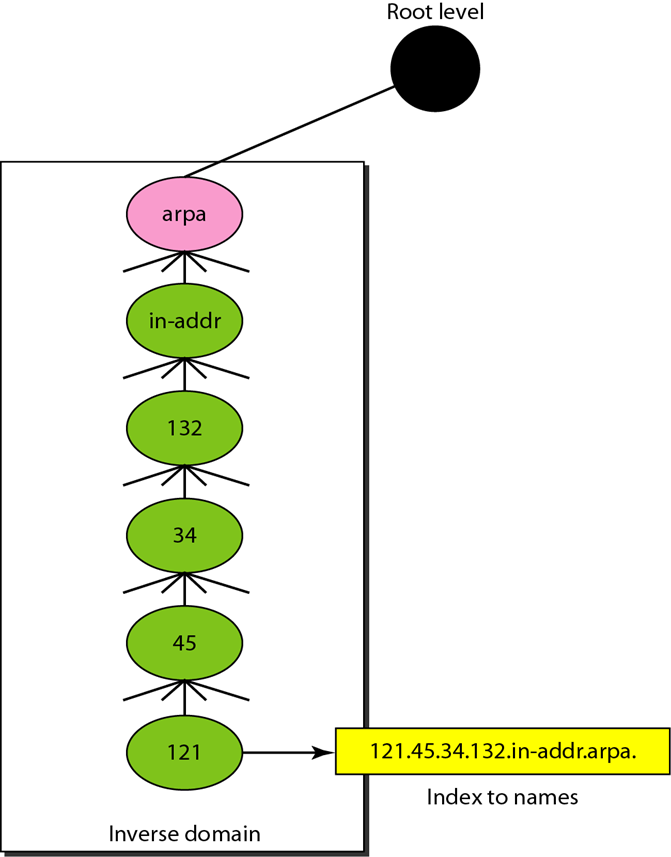 Root level
arpa
in-addr
132
34
45
121
121.45.34.132.in-addr.arpa.
Index to names
Inverse domain